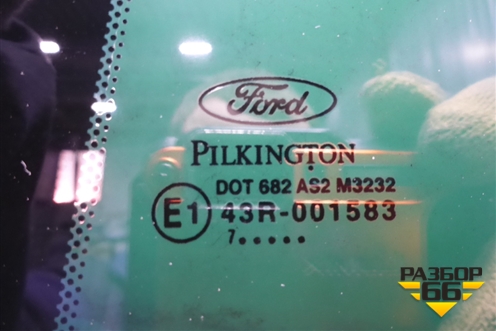 Ford
PILKINGTON
DOT 682 AS2 M3232
E1 43R-001583
7.....
РАЗБОР
66